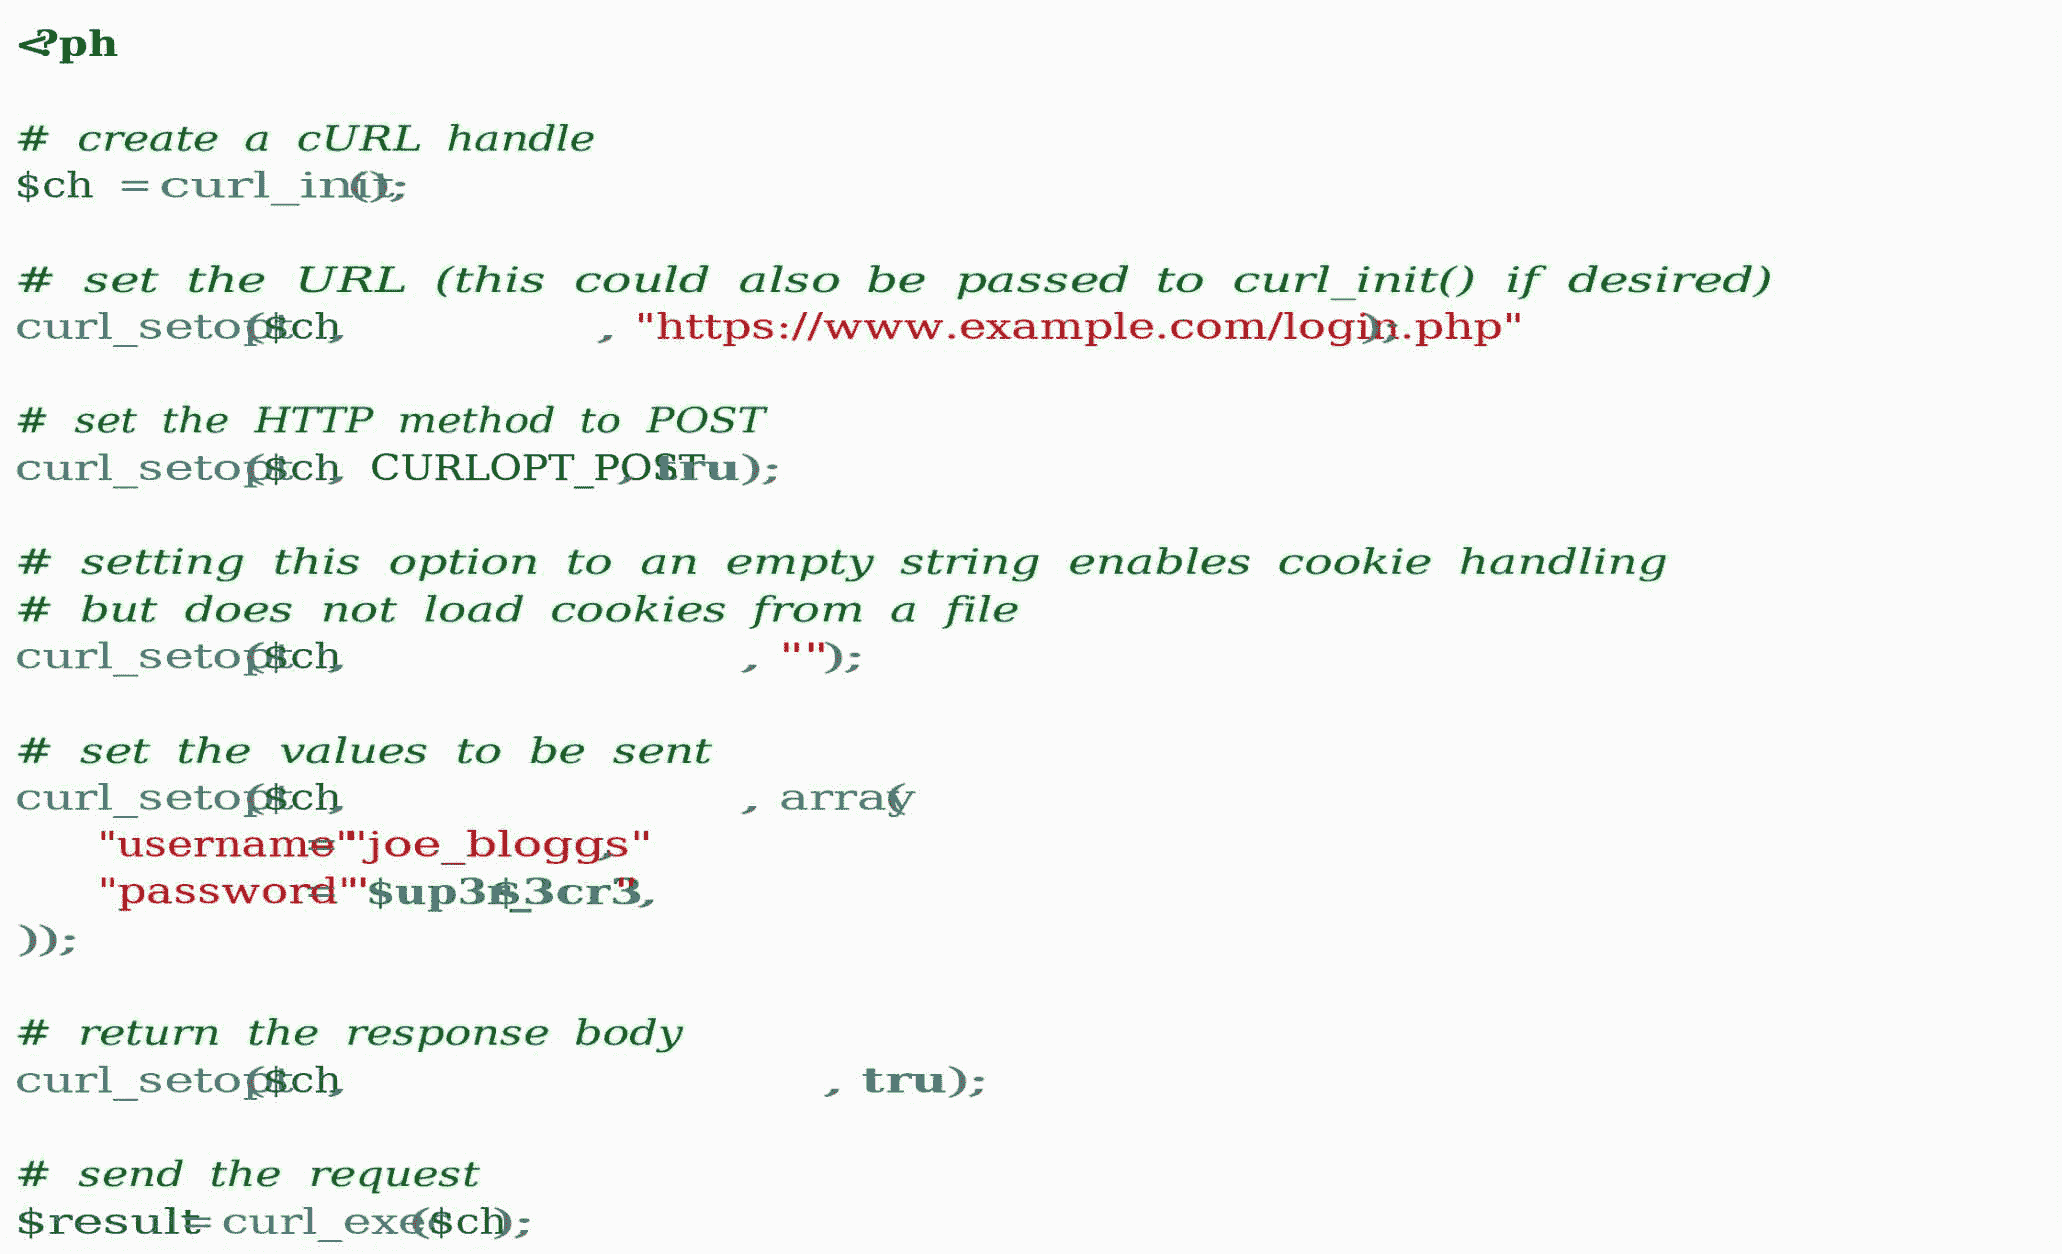 <?ph
# create a cURL handle
$ch = curl_init();
# set the URL (this could also be passed to curl_init() if desired)
curl_setopt($ch, , "https://www.example.com/login.php");
# set the HTTP method to POST
curl_setopt($ch, CURLOPT_POST, tru);
# setting this option to an empty string enables cookie handling
# but does not load cookies from a file
curl_setopt($ch, , "");
# set the values to be sent
curl_setopt($ch, , array(
"username"="joe_bloggs",
"password"="$up3r_$3cr3",
));
# return the response body
curl_setopt($ch, , tru);
# send the request
$result = curl_exec($ch);